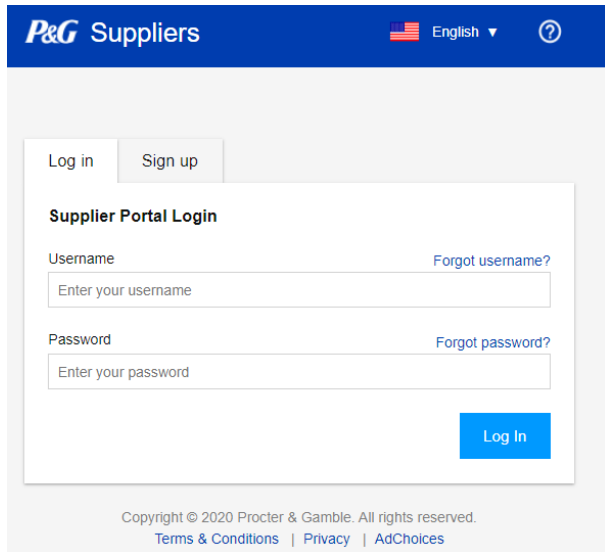 P&G Suppliers English ▼ ?
Log in Sign up
Supplier Portal Login
Username Forgot username?
Enter your username
Password Forgot password?
Enter your password
Log In
Copyright © 2020 Procter & Gamble. All rights reserved.
Terms & Conditions | Privacy | AdChoices